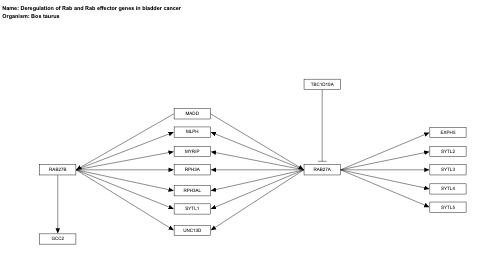 Name: Deregulation of Rab and Rab effector genes in bladder cancer
Organism: Bos taurus
TBC1D10A
MADD
MLPH
EXPH5
MYRIP
SYTL2
RAB27B
RPH3A
RAB27A
SYTL3
RPH3AL
SYTL4
SYTL1
SYTL5
UNC13D
GCC2